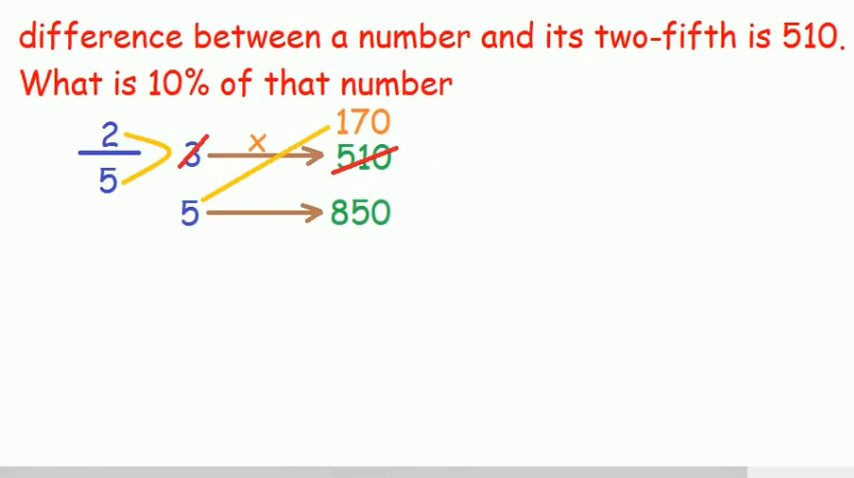 difference between a number and its two-fifth is 510.
What is 10% of that number
2
5
3 x 510
170
5 850